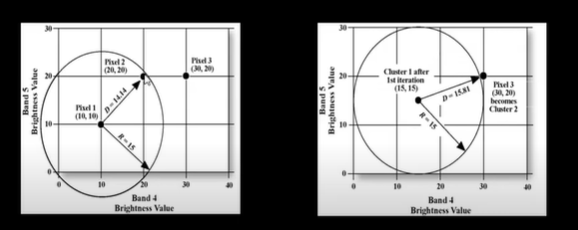 30
20
10
0
Band 5
Brightness Value
Pixel 2
(20, 20)
Pixel 3
(30, 20)
Pixel 1
(10, 10)
D = 14.14
R = 15
0
10
20
30
40
Band 4
Brightness Value
30
20
10
0
Band 5
Brightness Value
Cluster 1 after
1st iteration
(15, 15)
D = 15.81
R = 15
Pixel 3
(30, 20)
becomes
Cluster 2
0
10
20
30
40
Band 4
Brightness Value